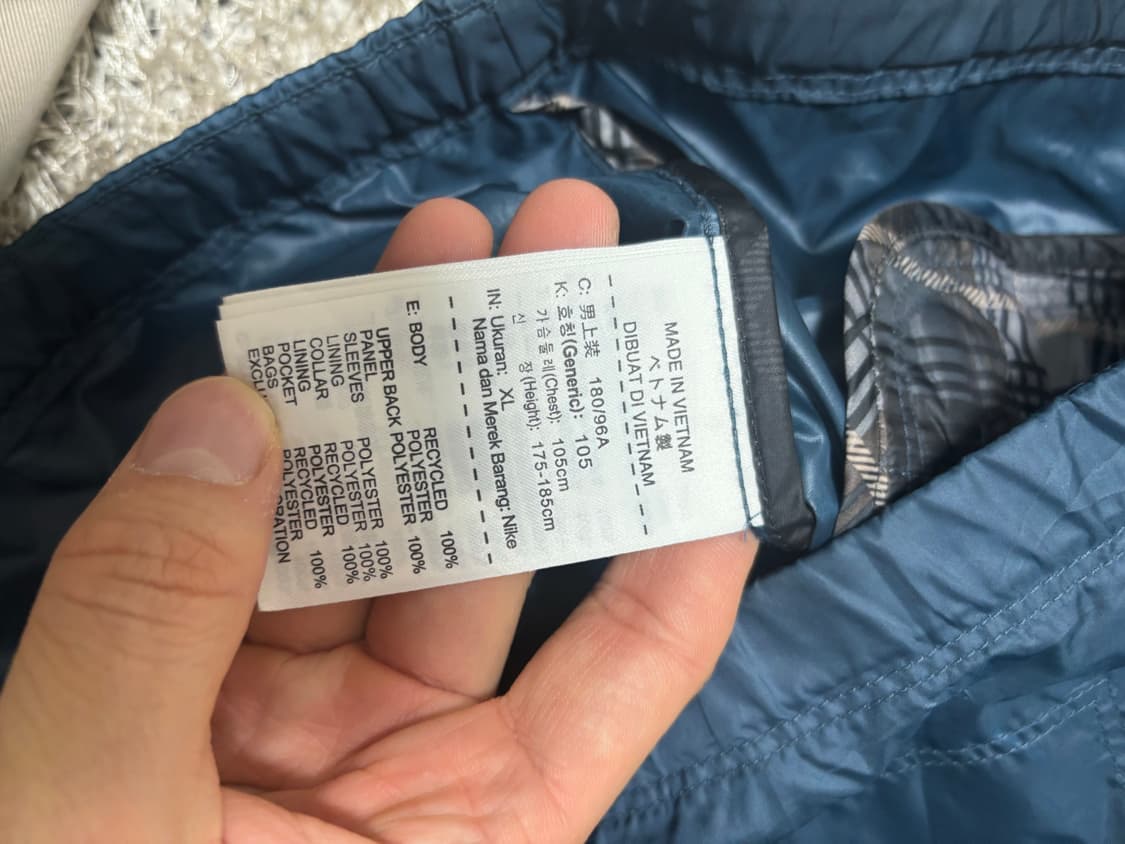 MADE IN VIETNAM
ベトナム製
DIBUAT DI VIETNAM
C: 男上装 180/96A
K: 호칭(Generic): 105
가슴둘레(Chest): 105cm
신 장(Height): 175-185cm
IN: Ukuran: XL
Nama dan Merek Barang: Nike
E: BODY RECYCLED 100%
POLYESTER
UPPER BACK POLYESTER 100%
PANEL
SLEEVES POLYESTER 100%
LINING POLYESTER 100%
COLLAR RECYCLED 100%
LINING POLYESTER
POCKET RECYCLED 100%
BAGS POLYESTER